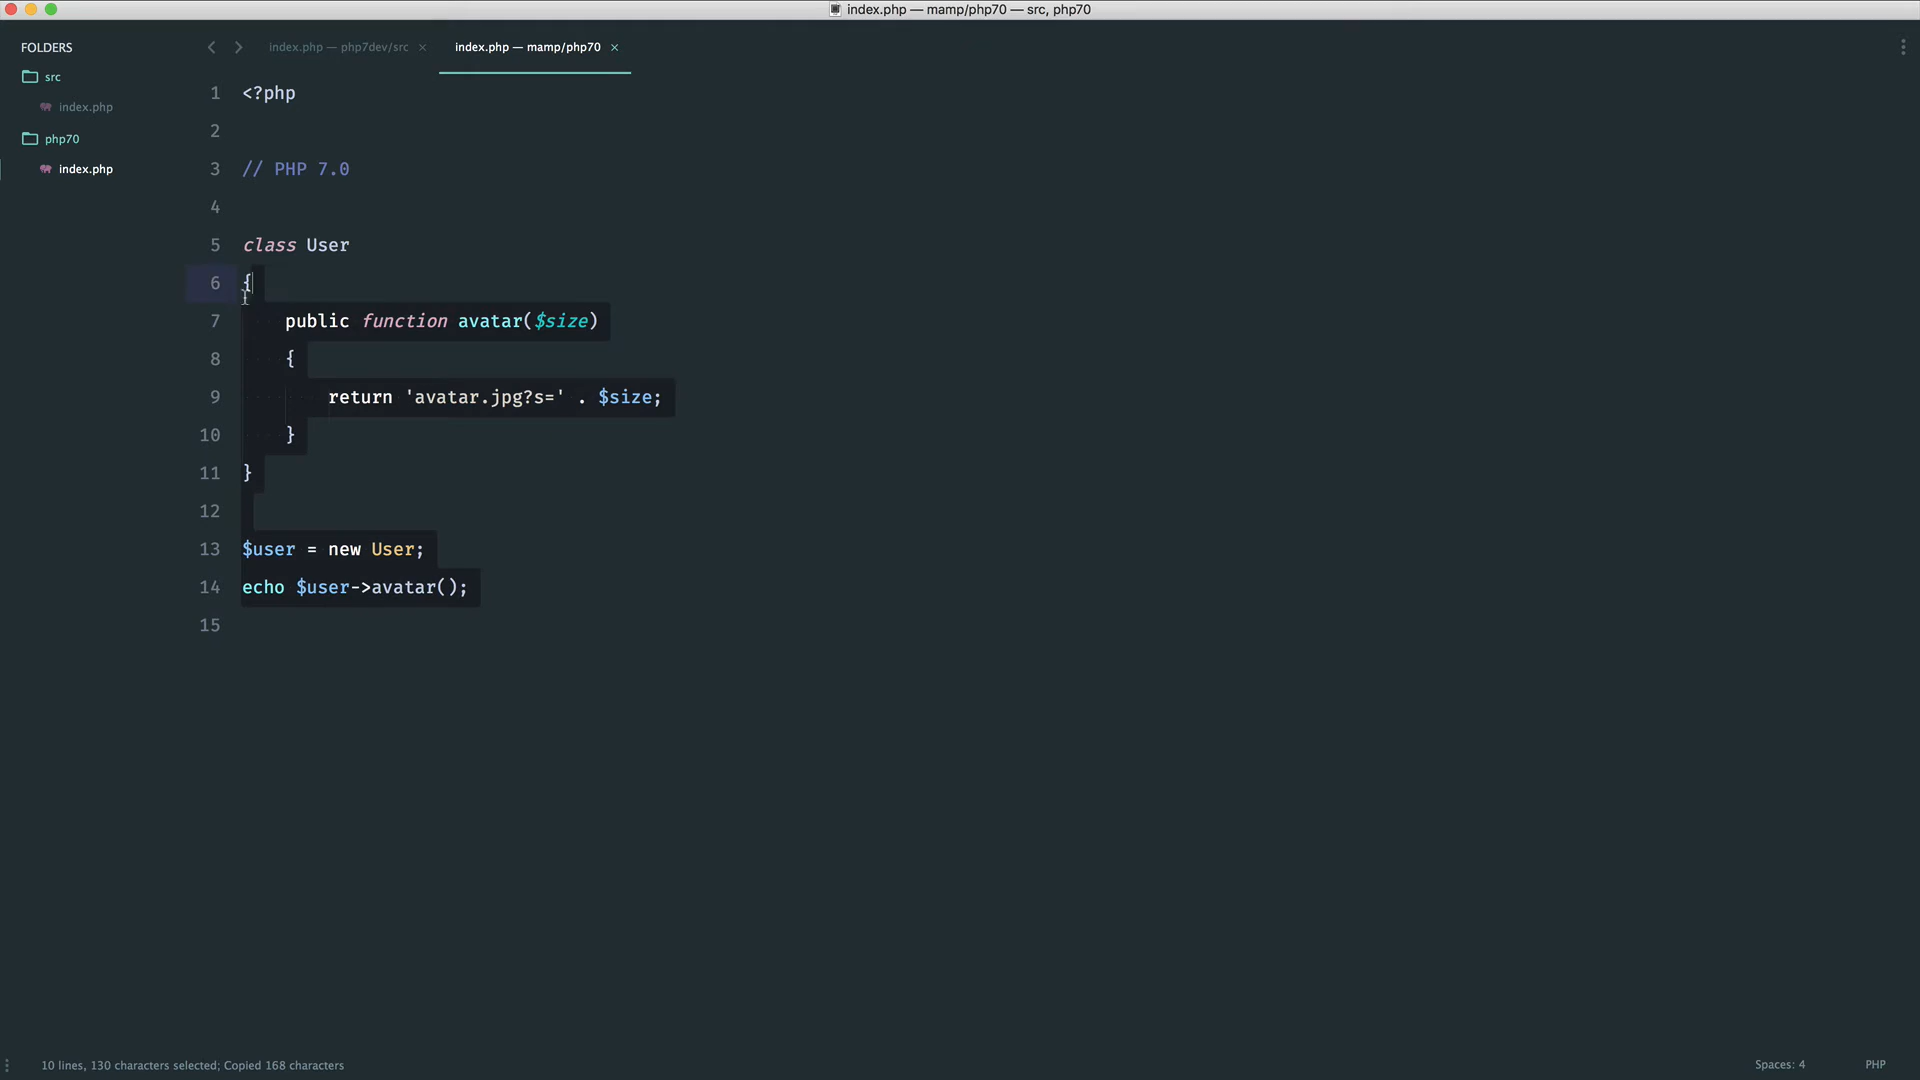 index.php — mamp/php70 — src, php70
FOLDERS
src
index.php
php70
index.php
index.php — php7dev/src ×
index.php — mamp/php70 ×
1 <?php
2
3 // PHP 7.0
4
5 class User
6 {
7 public function avatar($size)
8 {
9 return 'avatar.jpg?s=' . $size;
10 }
11 }
12
13 $user = new User;
14 echo $user->avatar();
15
10 lines, 130 characters selected; Copied 168 characters
Spaces: 4
PHP